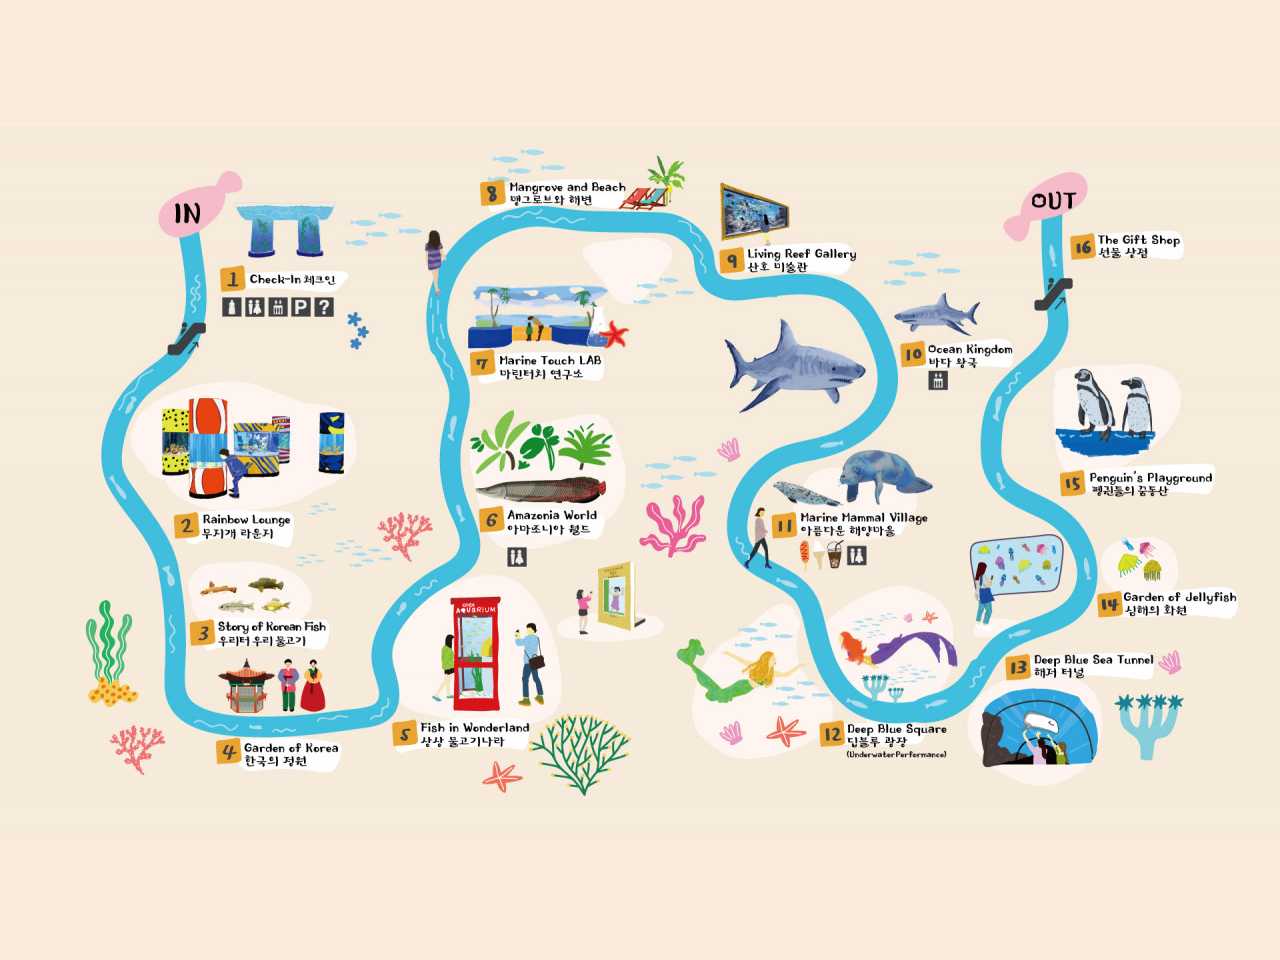 IN
1 Check-In 체크인
P ?
2 Rainbow Lounge
무지개 라운지
3 Story of Korean Fish
우리터 우리 물고기
4 Garden of Korea
한국의 정원
AQUARIUM
5 Fish in Wonderland
상상 물고기나라
6 Amazonia World
아마조니아 월드
7 Marine Touch LAB
마린터치 연구소
8 Mangrove and Beach
맹그로브와 해변
9 Living Reef Gallery
산호 미술관
10 Ocean Kingdom
바다 왕국
11 Marine Mammal Village
아름다운 해양마을
12 Deep Blue Square
딥블루 광장
(Underwater Performance)
13 Deep Blue Sea Tunnel
해저 터널
14 Garden of Jellyfish
심해의 화원
15 Penguin's Playground
펭귄들의 꿈동산
16 The Gift Shop
선물 상점
OUT